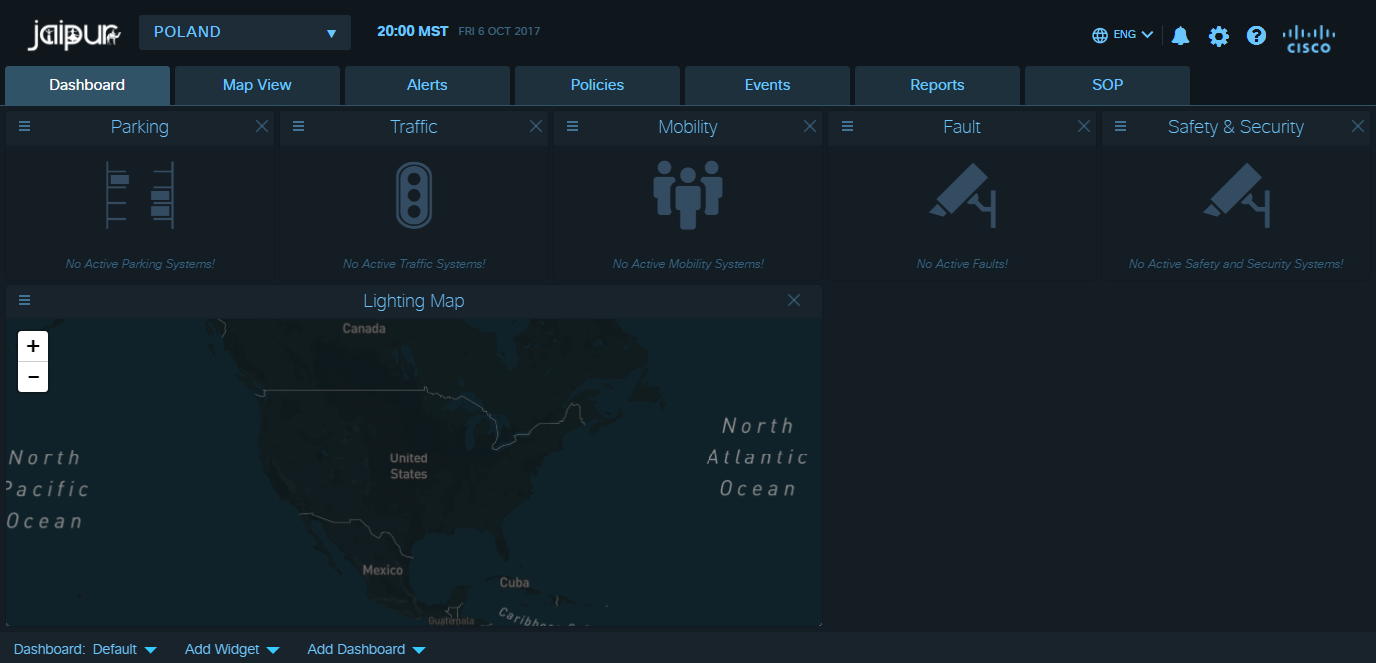 jaipur
POLAND
20:00 MST FRI 6 OCT 2017
ENG
CISCO
Dashboard
Map View
Alerts
Policies
Events
Reports
SOP
Parking
Traffic
Mobility
Fault
Safety & Security
No Active Parking Systems!
No Active Traffic Systems!
No Active Mobility Systems!
No Active Faults!
No Active Safety and Security Systems!
Lighting Map
+
−
Canada
North
Pacific
Ocean
United
States
North
Atlantic
Ocean
Mexico
Cuba
Guatemala
Dashboard: Default
Add Widget
Add Dashboard